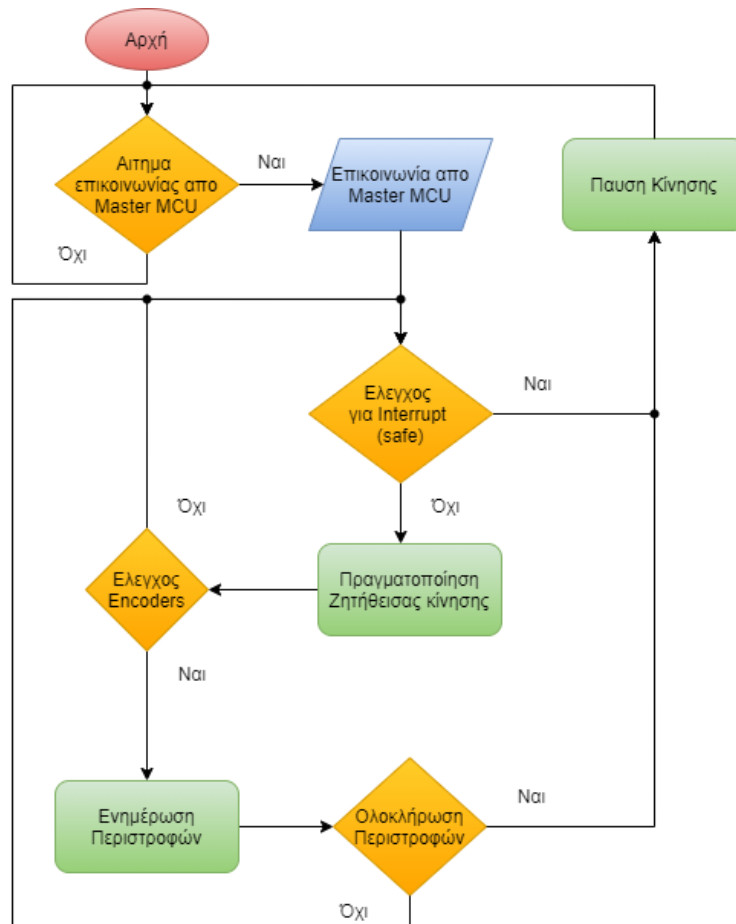 Αρχή
Αιτημα
επικοινωνίας απο
Master MCU
Ναι
Επικοινωνία απο
Master MCU
Παυση Κίνησης
Όχι
Ελεγχος
για Interrupt
(safe)
Ναι
Όχι
Όχι
Ελεγχος
Encoders
Πραγματοποίηση
Ζητήθεισας κίνησης
Ναι
Ενημέρωση
Περιστροφών
Ολοκλήρωση
Περιστροφών
Ναι
Όχι